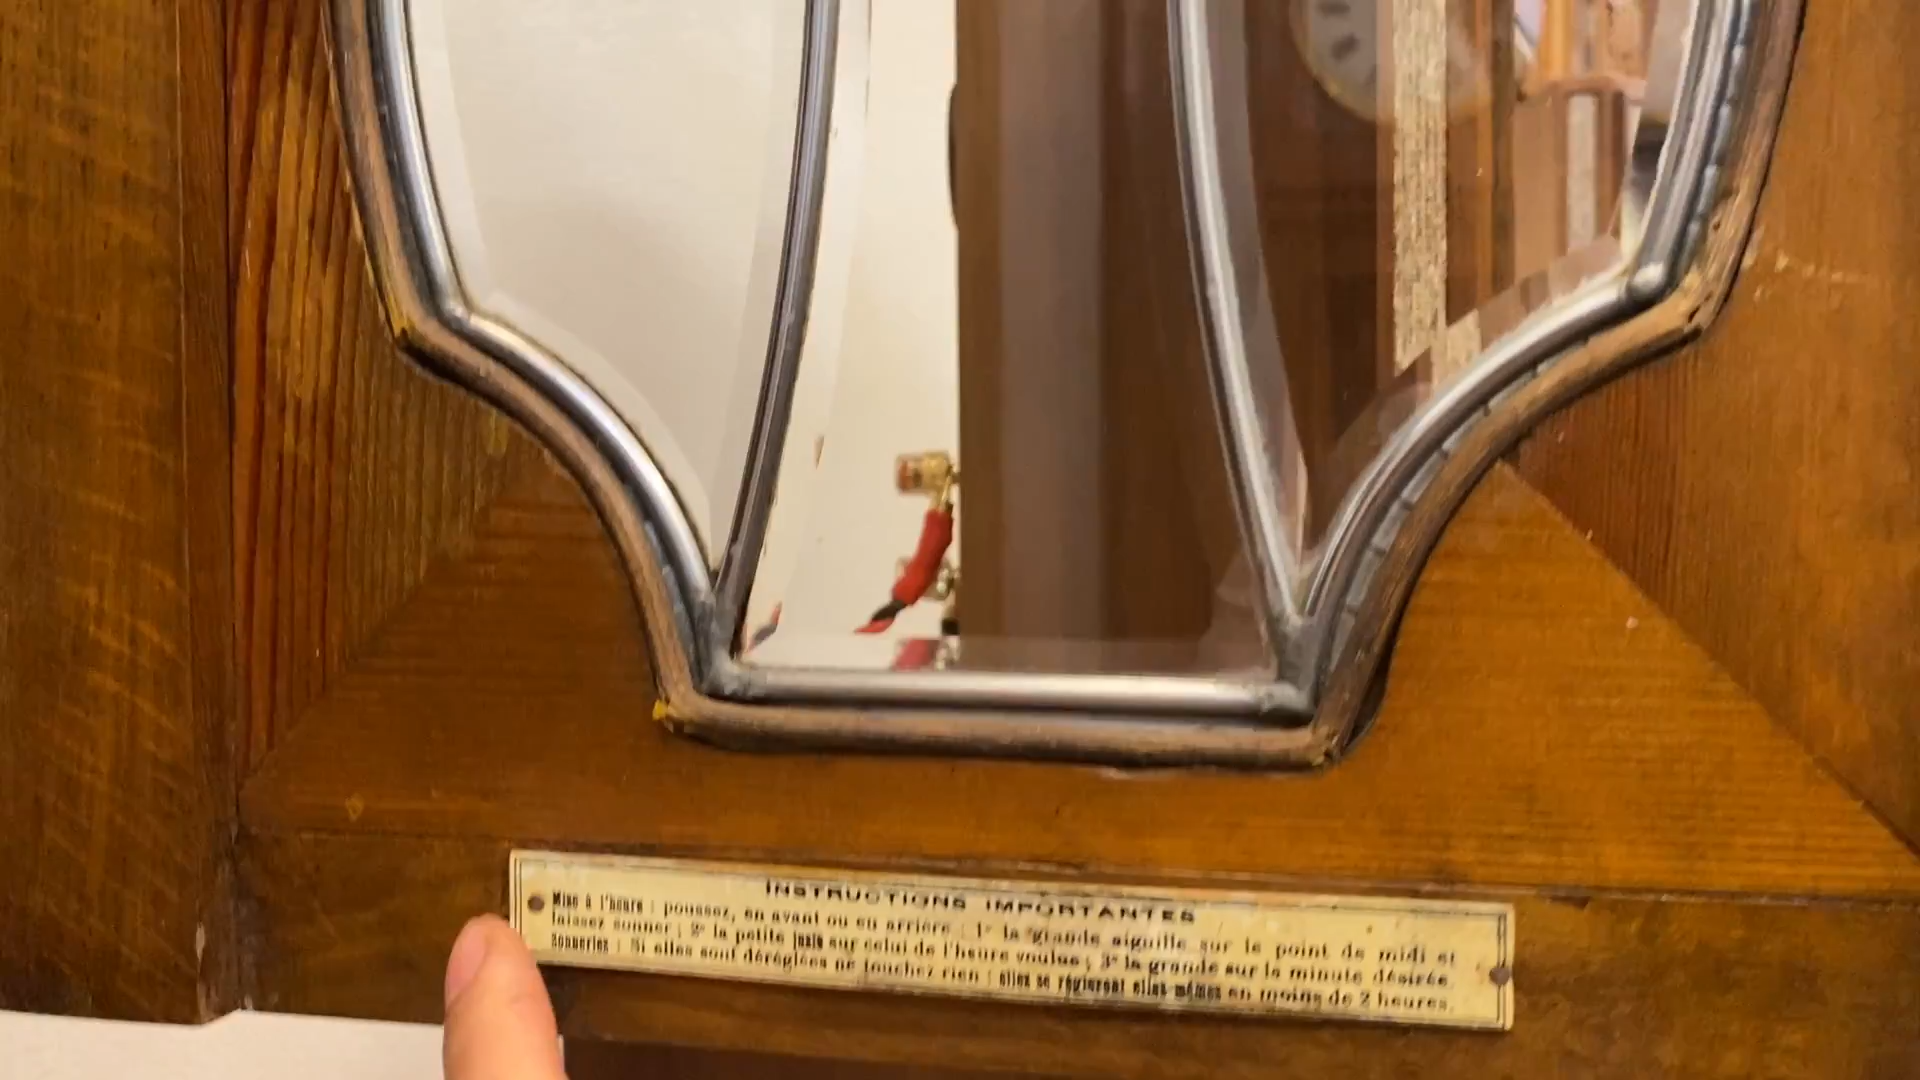 INSTRUCTIONS IMPORTANTES
Mise à l'heure : poussez, en avant ou en arrière : 1° la grande aiguille sur le point de midi et
laissez sonner ; 2° la petite juste sur celui de l'heure voulue ; 3° la grande sur la minute désirée.
Sonneries : Si elles sont déréglées ne touchez rien : elles se régleront elles-mêmes en moins de 2 heures.